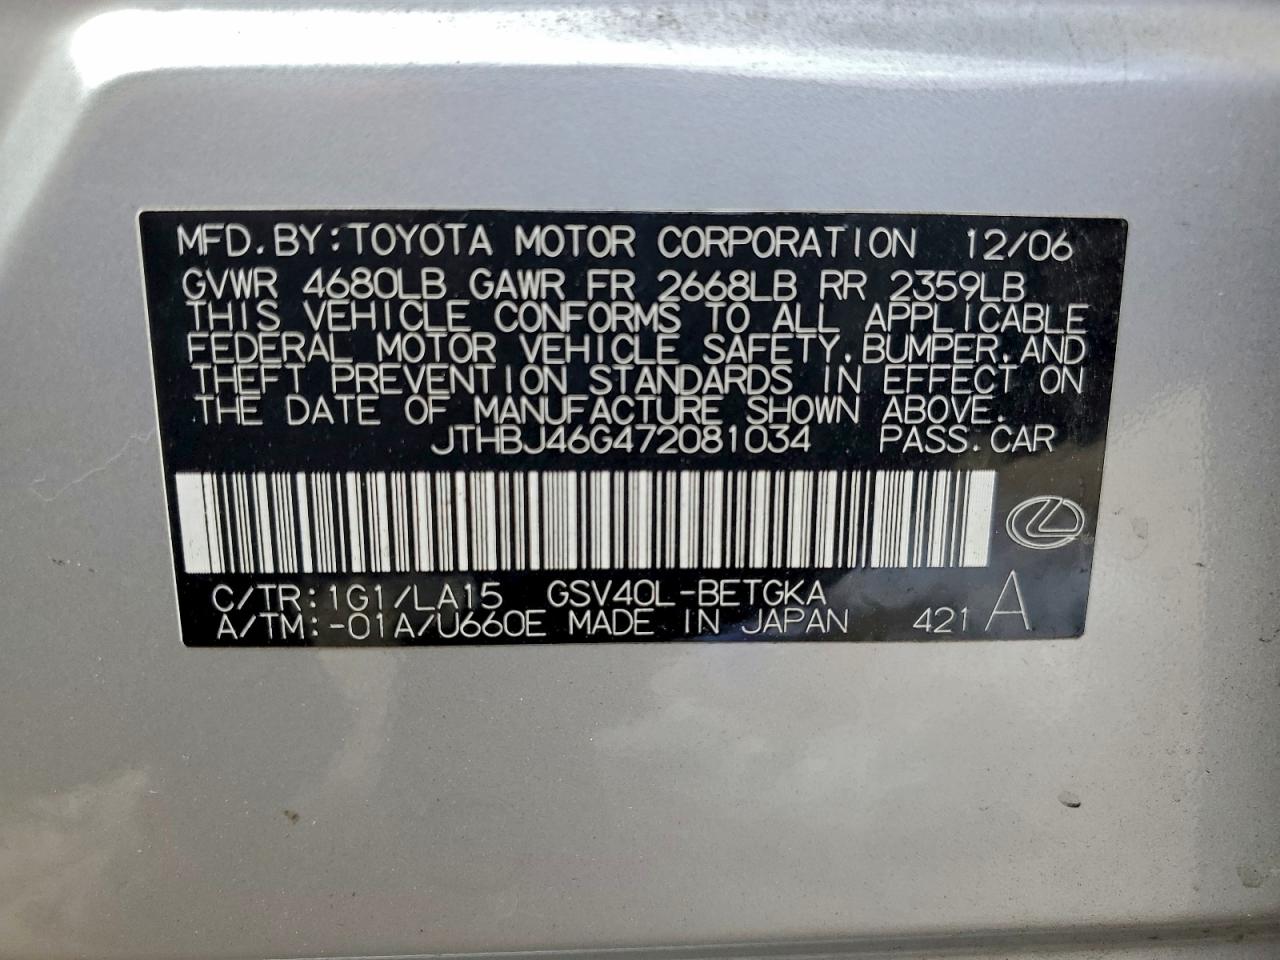 MFD.BY:TOYOTA MOTOR CORPORATION 12/06
GVWR 4680LB GAWR FR 2668LB RR 2359LB
THIS VEHICLE CONFORMS TO ALL APPLICABLE
FEDERAL MOTOR VEHICLE SAFETY,BUMPER,AND
THEFT PREVENTION STANDARDS IN EFFECT ON
THE DATE OF MANUFACTURE SHOWN ABOVE.
JTHBJ46G472081034 PASS.CAR
C/TR:1G1/LA15 GSV40L-BETGKA
A/TM:-01A/U660E MADE IN JAPAN 421 A